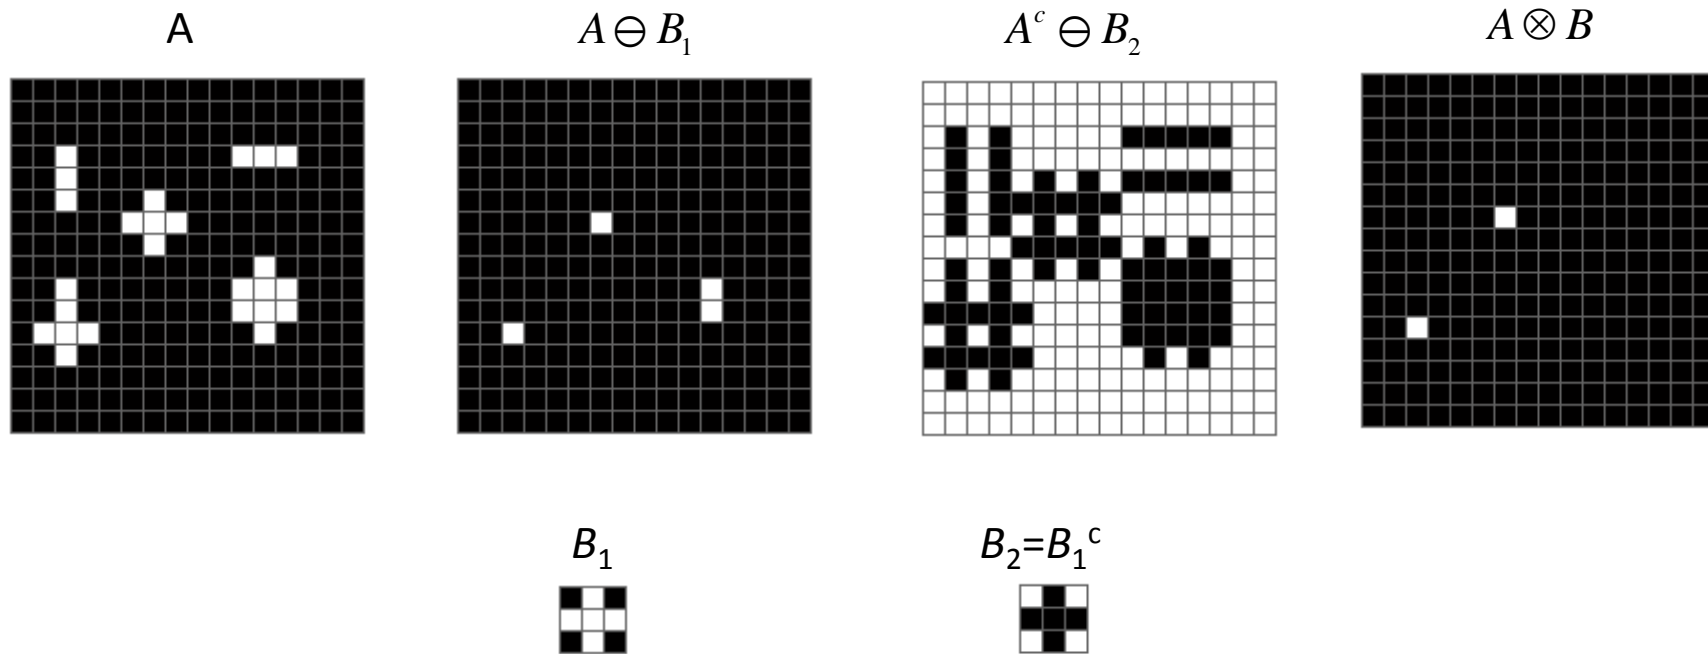 A
A ⊖ B₁
Aᶜ ⊖ B₂
A ⊗ B
B₁
B₂=B₁ᶜ